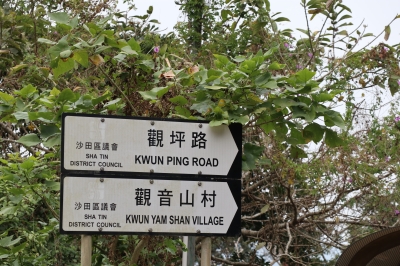 沙田區議會
SHA TIN
DISTRICT COUNCIL
觀坪路
KWUN PING ROAD
沙田區議會
SHA TIN
DISTRICT COUNCIL
觀音山村
KWUN YAM SHAN VILLAGE